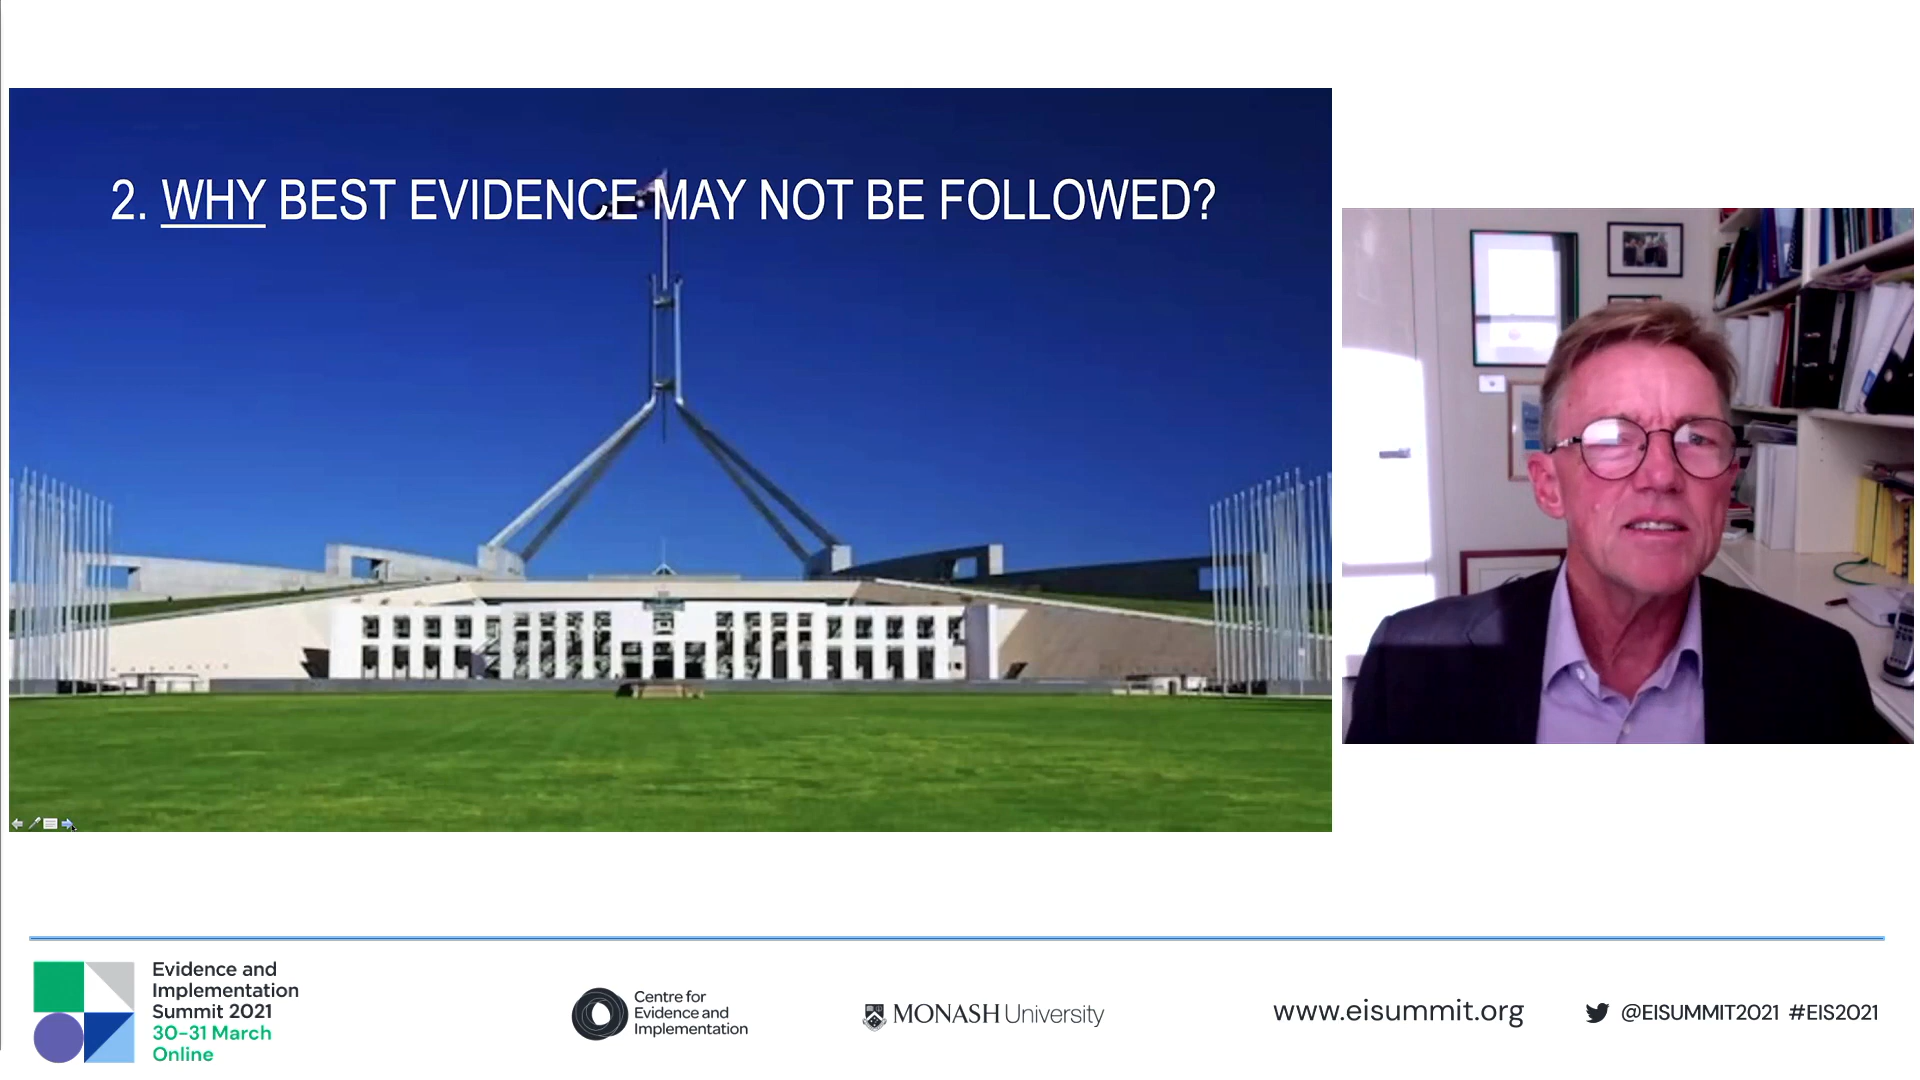 2. WHY BEST EVIDENCE MAY NOT BE FOLLOWED?
Evidence and
Implementation
Summit 2021
30–31 March
Online
Centre for
Evidence and
Implementation
MONASH University
www.eisummit.org
@EISUMMIT2021 #EIS2021